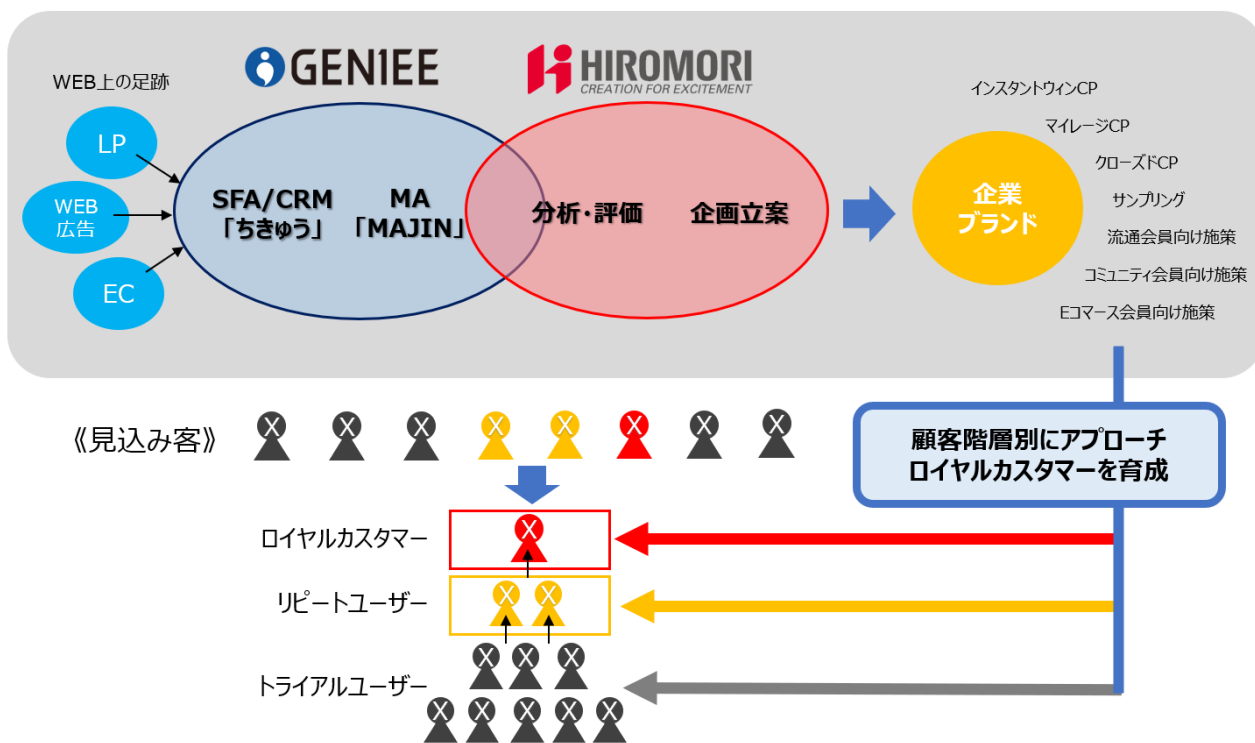 GENIEE
HIROMORI
CREATION FOR EXCITEMENT
WEB上の足跡
LP
WEB
広告
EC
SFA/CRM
「ちきゅう」
MA
「MAJIN」
分析・評価
企画立案
企業
ブランド
インスタントウィンCP
マイレージCP
クローズドCP
サンプリング
流通会員向け施策
コミュニティ会員向け施策
Eコマース会員向け施策
《見込み客》
X X X X X X X X
顧客階層別にアプローチ
ロイヤルカスタマーを育成
ロイヤルカスタマー
X
リピートユーザー
X X
X X X
トライアルユーザー
X X X X X